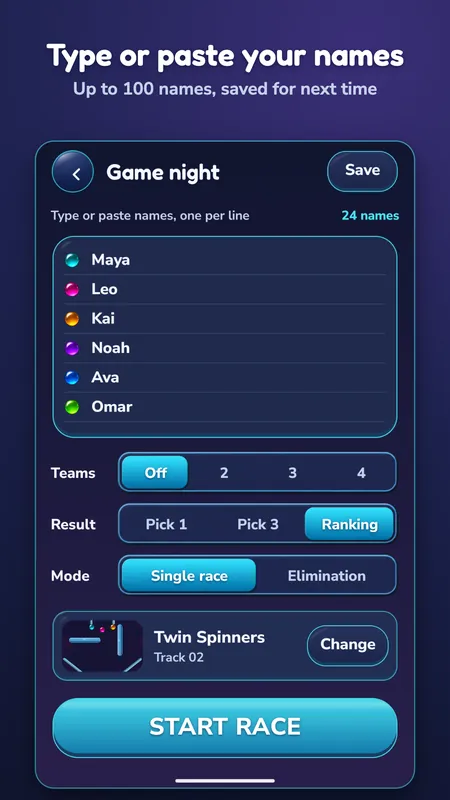 Type or paste your names
Up to 100 names, saved for next time
Game night
Save
Type or paste names, one per line
24 names
Maya
Leo
Kai
Noah
Ava
Omar
Teams
Off
2
3
4
Result
Pick 1
Pick 3
Ranking
Mode
Single race
Elimination
Twin Spinners
Track 02
Change
START RACE